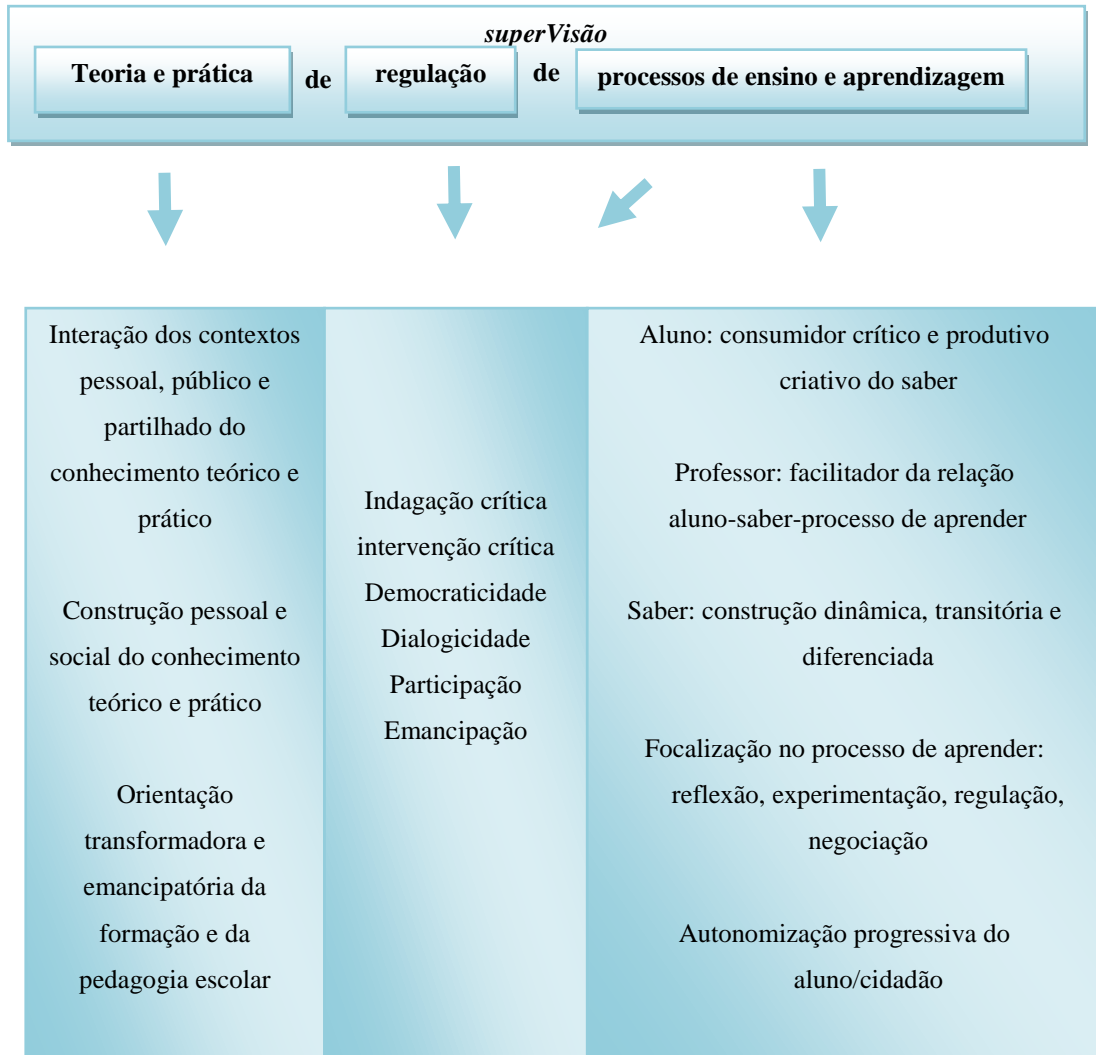 superVisão
Teoria e prática de regulação de processos de ensino e aprendizagem
Interação dos contextos
pessoal, público e
partilhado do
conhecimento teórico e
prático
Construção pessoal e
social do conhecimento
teórico e prático
Orientação
transformadora e
emancipatória da
formação e da
pedagogia escolar
Indagação crítica
intervenção crítica
Democraticidade
Dialogicidade
Participação
Emancipação
Aluno: consumidor crítico e produtivo
criativo do saber
Professor: facilitador da relação
aluno-saber-processo de aprender
Saber: construção dinâmica, transitória e
diferenciada
Focalização no processo de aprender:
reflexão, experimentação, regulação,
negociação
Autonomização progressiva do
aluno/cidadão